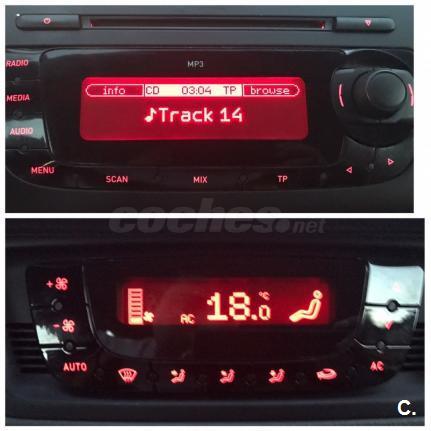 MP3
RADIO
info CD 03:04 TP browse
MEDIA
♪Track 14
AUDIO
MENU
SCAN MIX TP
coches.net
AC 18.0 °C
AUTO AC
C.